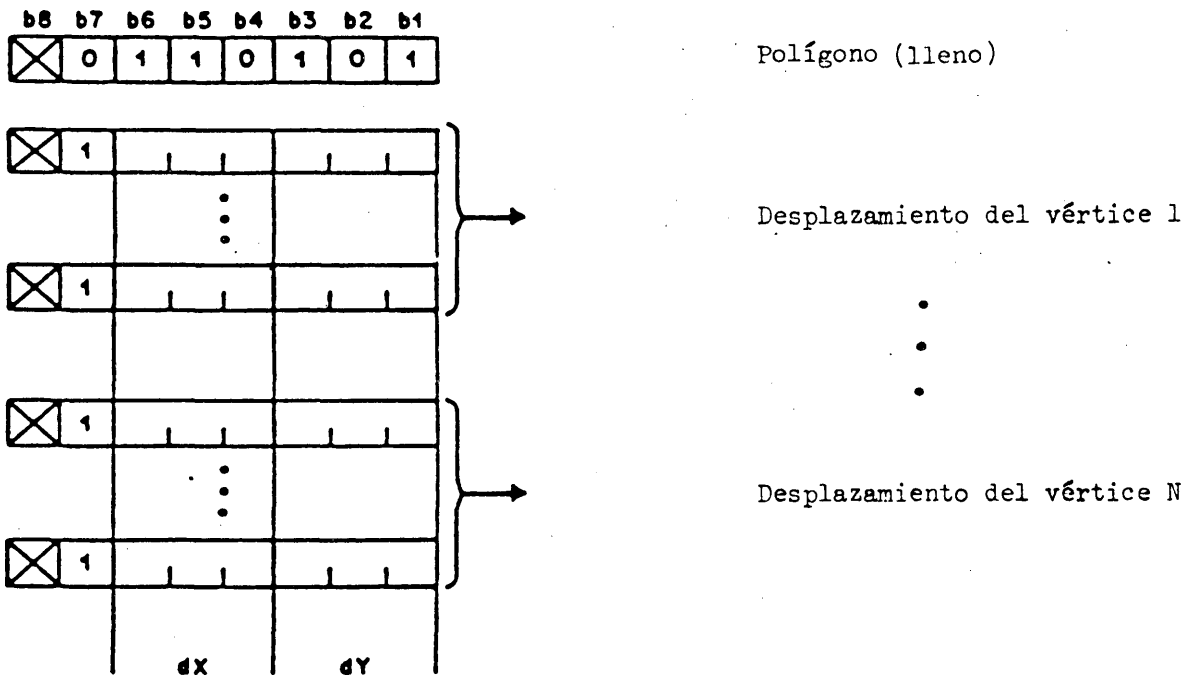 b8 b7 b6 b5 b4 b3 b2 b1
0 1 1 0 1 0 1
Polígono (lleno)
1
Desplazamiento del vértice 1
1
1
Desplazamiento del vértice N
1
dX dY